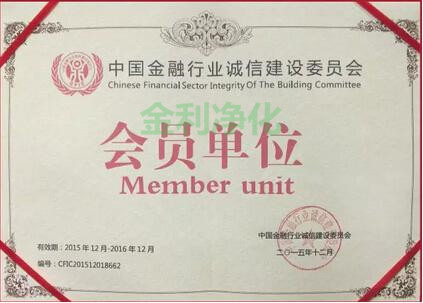 中国金融行业诚信建设委员会
Chinese Financial Sector Integrity Of The Building Committee
金利净化
会员单位
Member unit
中国金融行业诚信建设委员会
有效期：2015年12月-2016年12月
二〇一五年十二月
编号：CFIC201512018662